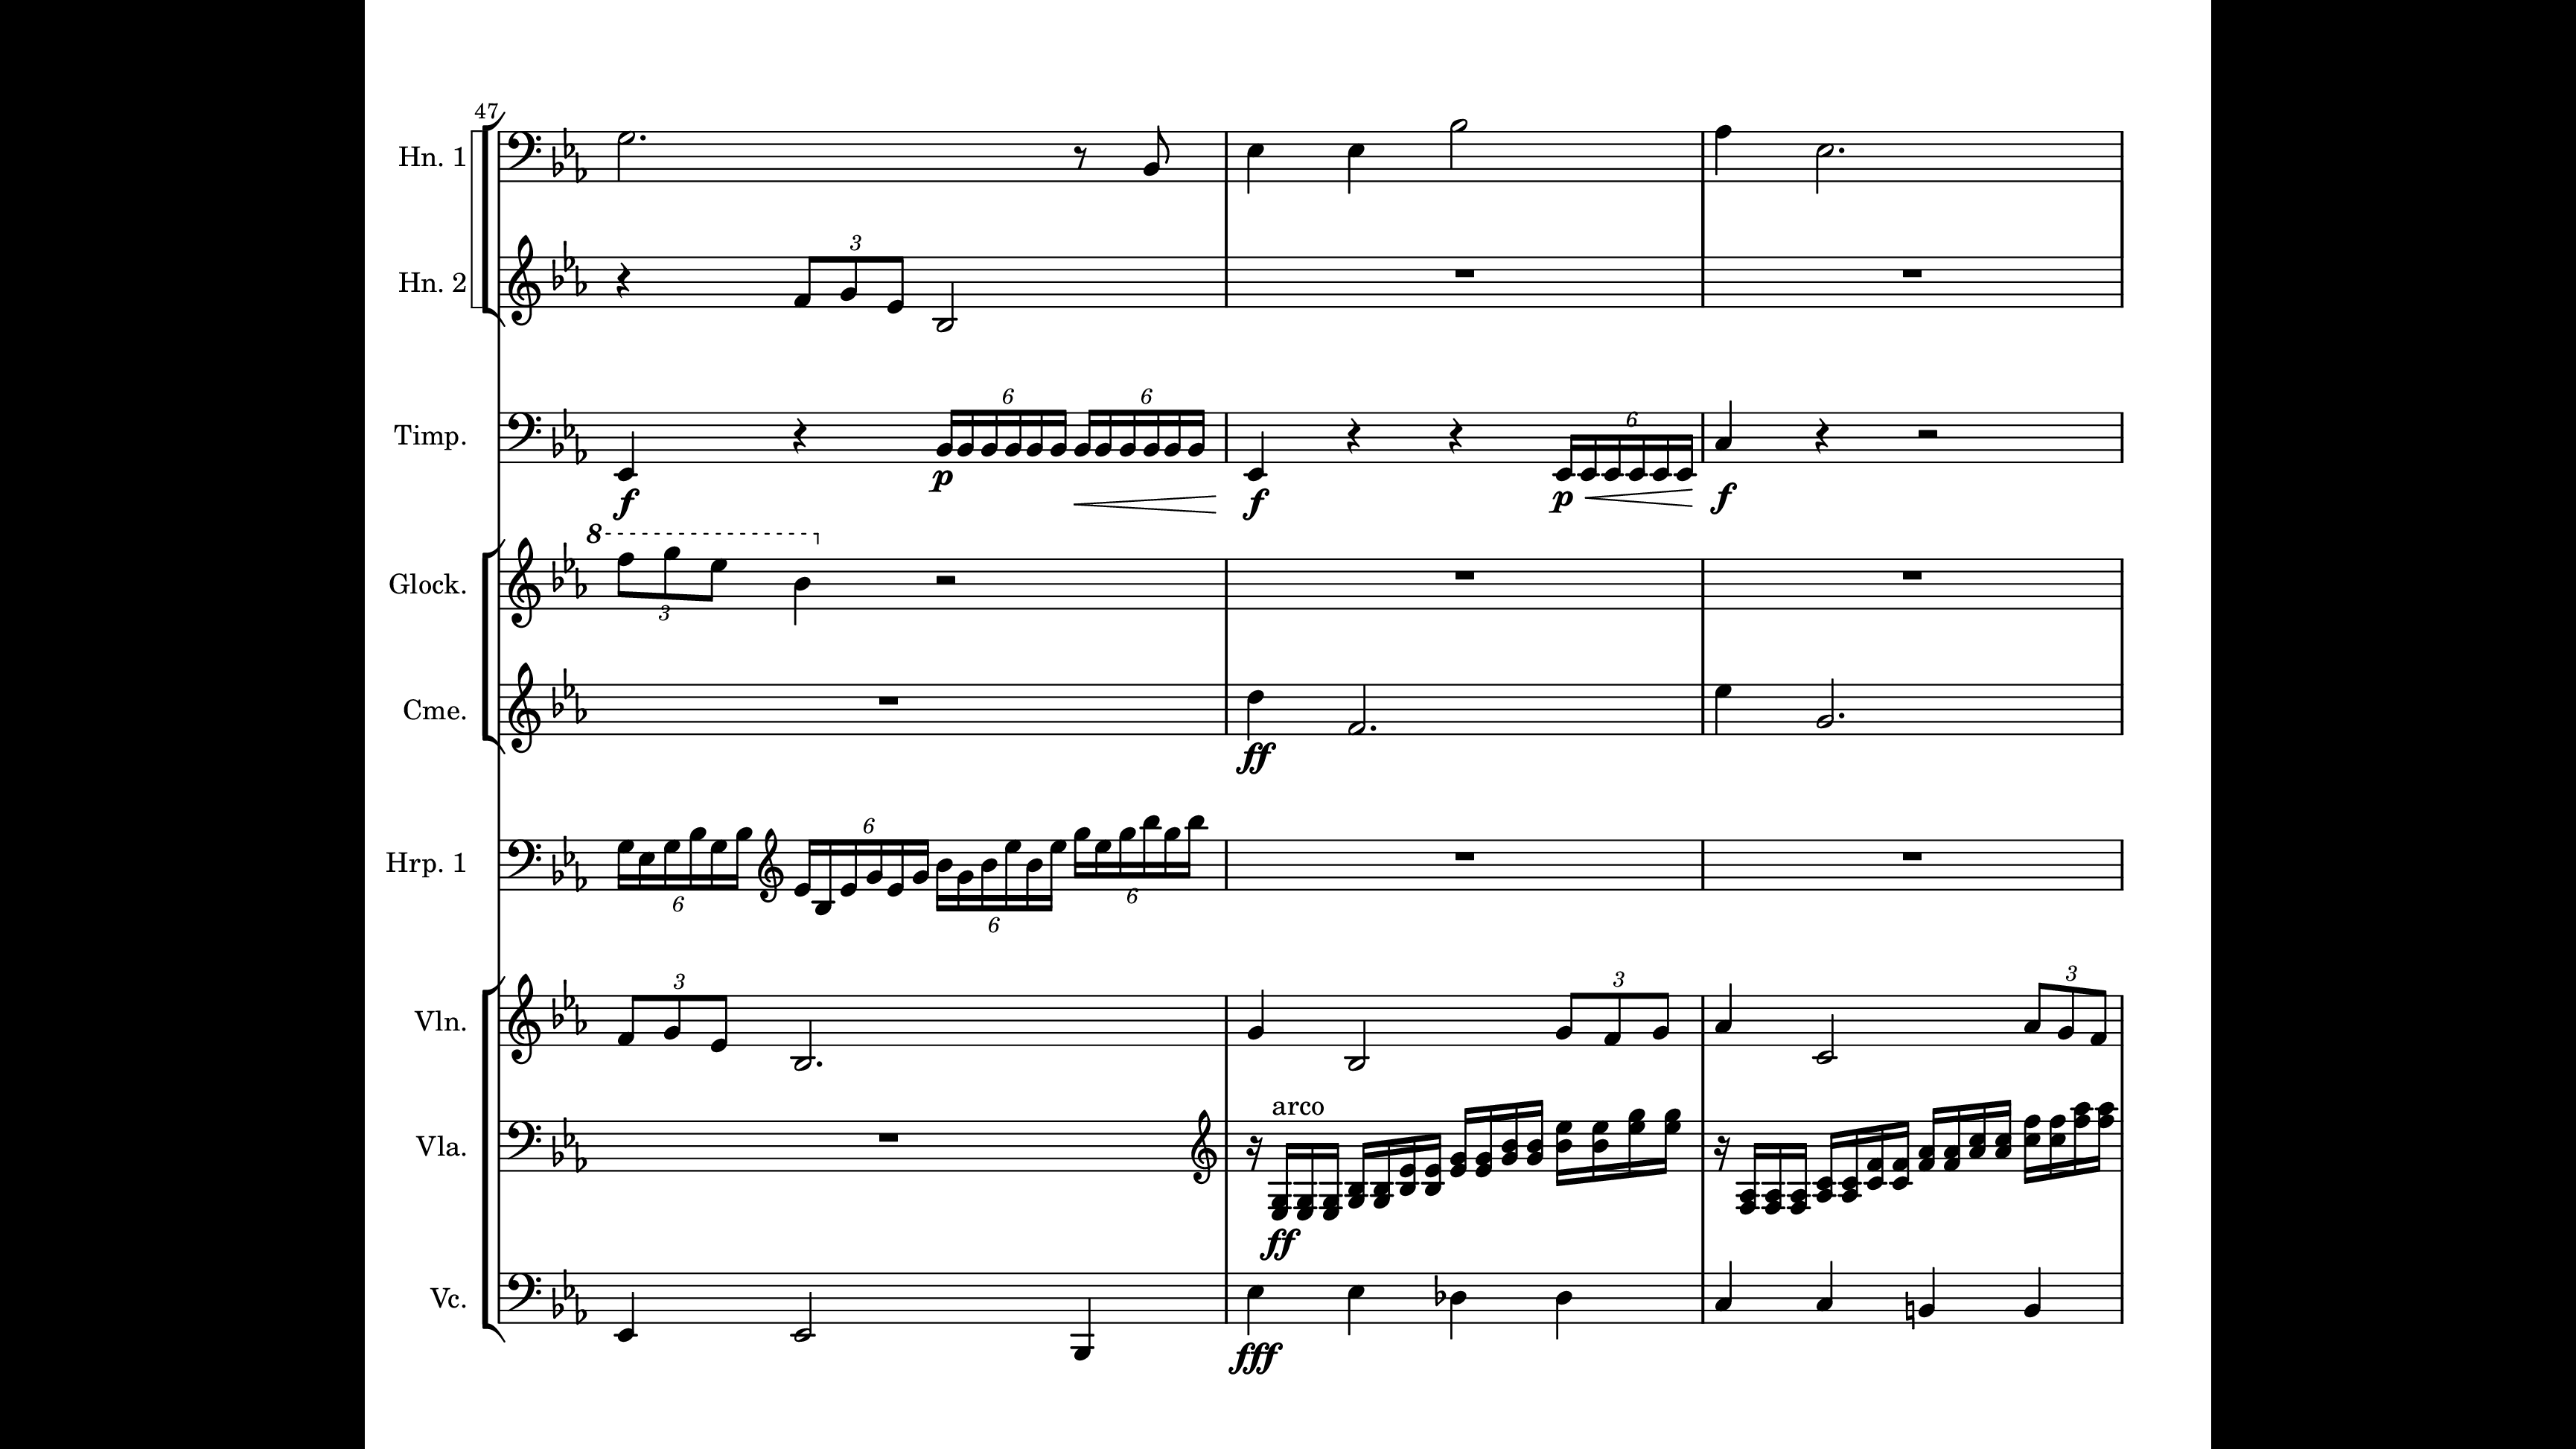 47
Hn. 1
3
Hn. 2
6 6 6
Timp.
p
f f p f
8
Glock.
3
Cme.
ff
6
Hrp. 1
6 6 6
3 3 3
Vln.
arco
Vla.
ff
Vc.
fff